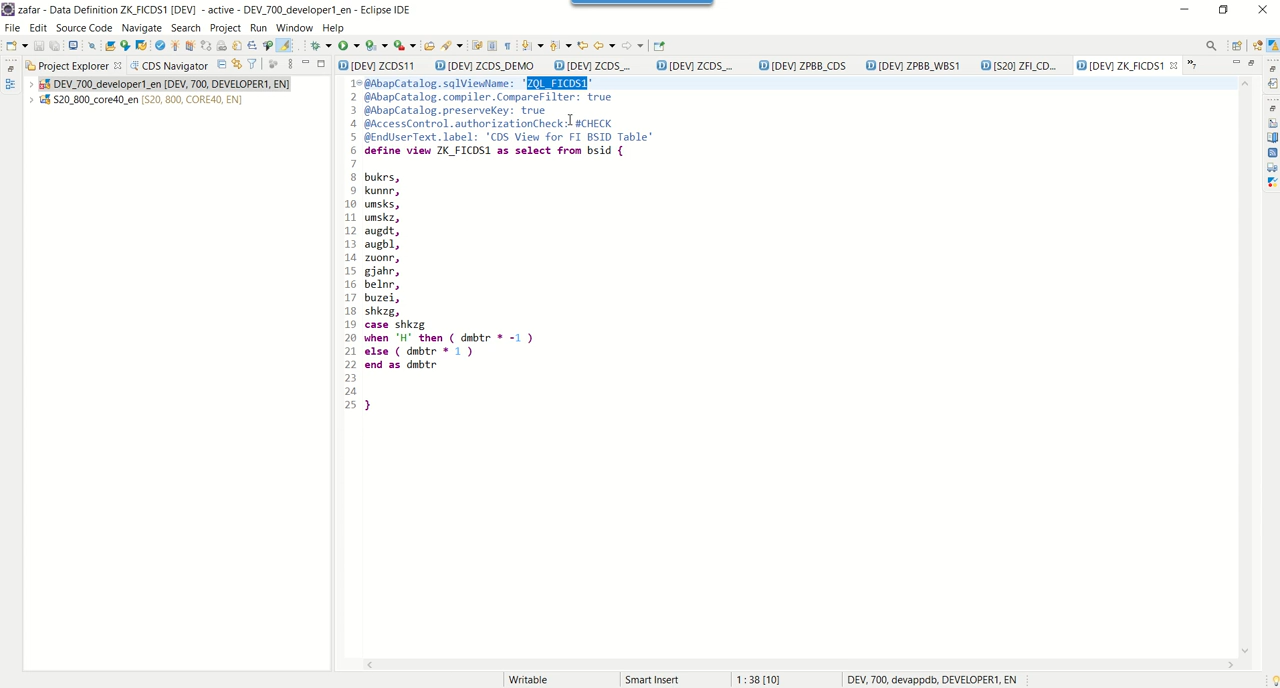 zafar - Data Definition ZK_FICDS1 [DEV] - active - DEV_700_developer1_en - Eclipse IDE
File Edit Source Code Navigate Search Project Run Window Help
Project Explorer CDS Navigator
[DEV] ZCDS11 [DEV] ZCDS_DEMO [DEV] ZCDS_... [DEV] ZCDS_... [DEV] ZPBB_CDS [DEV] ZPBB_WBS1 [S20] ZFI_CD... [DEV] ZK_FICDS1
DEV_700_developer1_en [DEV, 700, DEVELOPER1, EN]
S20_800_core40_en [S20, 800, CORE40, EN]
1 @AbapCatalog.sqlViewName: 'ZQL_FICDS1'
2 @AbapCatalog.compiler.CompareFilter: true
3 @AbapCatalog.preserveKey: true
4 @AccessControl.authorizationCheck: #CHECK
5 @EndUserText.label: 'CDS View for FI BSID Table'
6 define view ZK_FICDS1 as select from bsid {
7
8 bukrs,
9 kunnr,
10 umsks,
11 umskz,
12 augdt,
13 augbl,
14 zuonr,
15 gjahr,
16 belnr,
17 buzei,
18 shkzg,
19 case shkzg
20 when 'H' then ( dmbtr * -1 )
21 else ( dmbtr * 1 )
22 end as dmbtr
23
24
25 }
Writable Smart Insert 1 : 38 [10] DEV, 700, devappdb, DEVELOPER1, EN